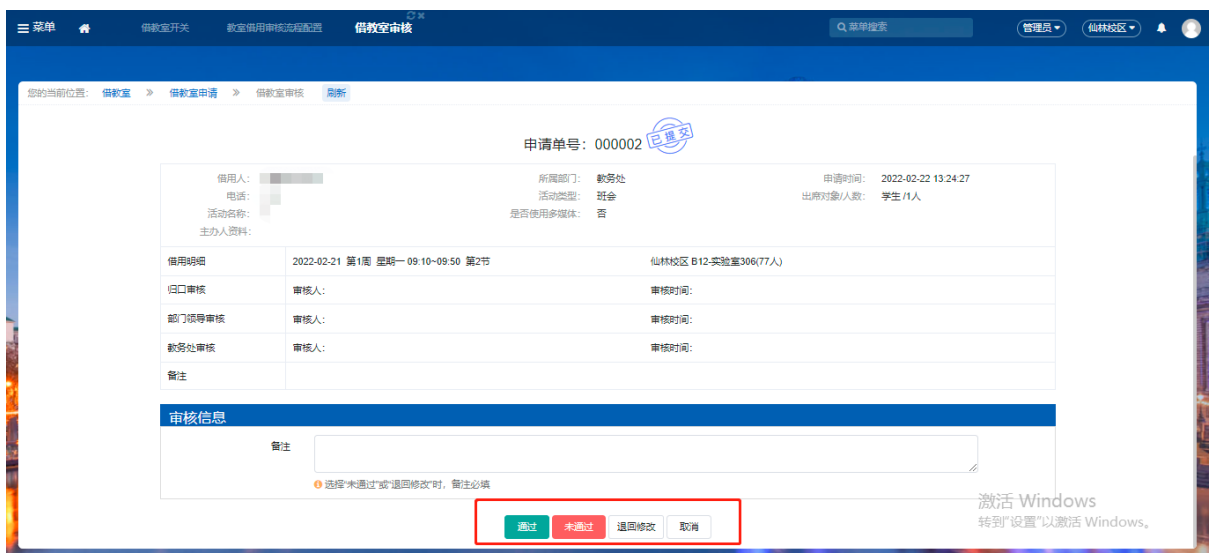 菜单 借教室开关 教室借用审核流程配置 借教室审核 菜单搜索 管理员 仙林校区
您的当前位置: 借教室 » 借教室申请 » 借教室审核 刷新
申请单号: 000002 已提交
借用人: 所属部门: 教务处 申请时间: 2022-02-22 13:24:27
电话: 活动类型: 班会 出席对象/人数: 学生 /1人
活动名称: 是否使用多媒体: 否
主办人资料:
借用明细 2022-02-21 第1周 星期一 09:10~09:50 第2节 仙林校区 B12-实验室306(77人)
归口审核 审核人: 审核时间:
部门领导审核 审核人: 审核时间:
教务处审核 审核人: 审核时间:
备注
审核信息
备注
选择“未通过”或“退回修改”时，备注必填
通过 未通过 退回修改 取消
激活 Windows
转到"设置"以激活 Windows。